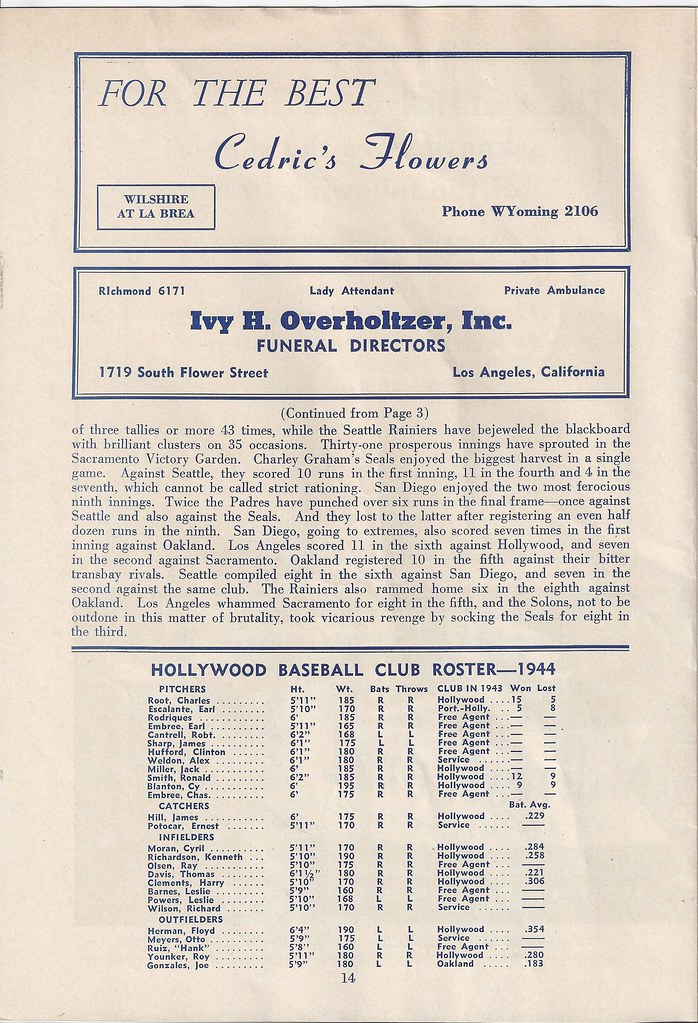 FOR THE BEST
Cedric's Flowers
WILSHIRE
AT LA BREA
Phone WYoming 2106
RIchmond 6171 Lady Attendant Private Ambulance
Ivy H. Overholtzer, Inc.
FUNERAL DIRECTORS
1719 South Flower Street Los Angeles, California
(Continued from Page 3)
of three tallies or more 43 times, while the Seattle Rainiers have bejeweled the blackboard
with brilliant clusters on 35 occasions. Thirty-one prosperous innings have sprouted in the
Sacramento Victory Garden. Charley Graham's Seals enjoyed the biggest harvest in a single
game. Against Seattle, they scored 10 runs in the first inning, 11 in the fourth and 4 in the
seventh, which cannot be called strict rationing. San Diego enjoyed the two most ferocious
ninth innings. Twice the Padres have punched over six runs in the final frame—once against
Seattle and also against the Seals. And they lost to the latter after registering an even half
dozen runs in the ninth. San Diego, going to extremes, also scored seven times in the first
inning against Oakland. Los Angeles scored 11 in the sixth against Hollywood, and seven
in the second against Sacramento. Oakland registered 10 in the fifth against their bitter
transbay rivals. Seattle compiled eight in the sixth against San Diego, and seven in the
second against the same club. The Rainiers also rammed home six in the eighth against
Oakland. Los Angeles whammed Sacramento for eight in the fifth, and the Solons, not to be
outdone in this matter of brutality, took vicarious revenge by socking the Seals for eight in
the third.
HOLLYWOOD BASEBALL CLUB ROSTER—1944
PITCHERS Ht. Wt. Bats Throws CLUB IN 1943 Won Lost
Root, Charles ......... 5'11" 185 R R Hollywood .... 15 5
Escalante, Earl ........ 5'10" 170 R R Port.-Holly. .. 5 8
Rodriques ........... 6' 185 R R Free Agent ... — —
Embree, Earl ......... 5'11" 165 R R Free Agent ... — —
Cantrell, Robt. ........ 6'2" 168 L L Free Agent ... — —
Sharp, James ......... 6'1" 175 L L Free Agent ... — —
Hufford, Clinton ....... 6'1" 180 R R Free Agent ... — —
Weldon, Alex ......... 6'1" 180 R R Service ...... — —
Miller, Jack .......... 6' 185 R R Hollywood .... — —
Smith, Ronald ........ 6'2" 185 R R Hollywood .... 12 9
Blanton, Cy .......... 6' 195 R R Hollywood .... 9 9
Embree, Chas. ........ 6' 175 R R Free Agent ... — —
CATCHERS Bat. Avg.
Hill, James .......... 6' 175 R R Hollywood .... .229
Potocar, Ernest ....... 5'11" 170 R R Service ...... ——
INFIELDERS
Moran, Cyril ......... 5'11" 170 R R Hollywood .... .284
Richardson, Kenneth ... 5'10" 190 R R Hollywood .... .258
Olsen, Ray .......... 5'10" 175 R R Free Agent ... ——
Davis, Thomas ........ 6'1½" 180 R R Hollywood .... .221
Clements, Harry ...... 5'10" 170 R R Hollywood .... .306
Barnes, Leslie ........ 5'9" 160 R R Free Agent ... ——
Powers, Leslie ........ 5'10" 168 L L Free Agent ... ——
Wilson, Richard ....... 5'10" 170 R R Service ...... ——
OUTFIELDERS
Herman, Floyd ........ 6'4" 190 L L Hollywood .... .354
Meyers, Otto ......... 5'9" 175 L L Service ...... ——
Ruiz, "Hank" ......... 5'8" 160 L L Free Agent ... ——
Younker, Roy ......... 5'11" 180 R R Hollywood .... .280
Gonzales, Joe ........ 5'9" 180 L L Oakland ..... .183
14